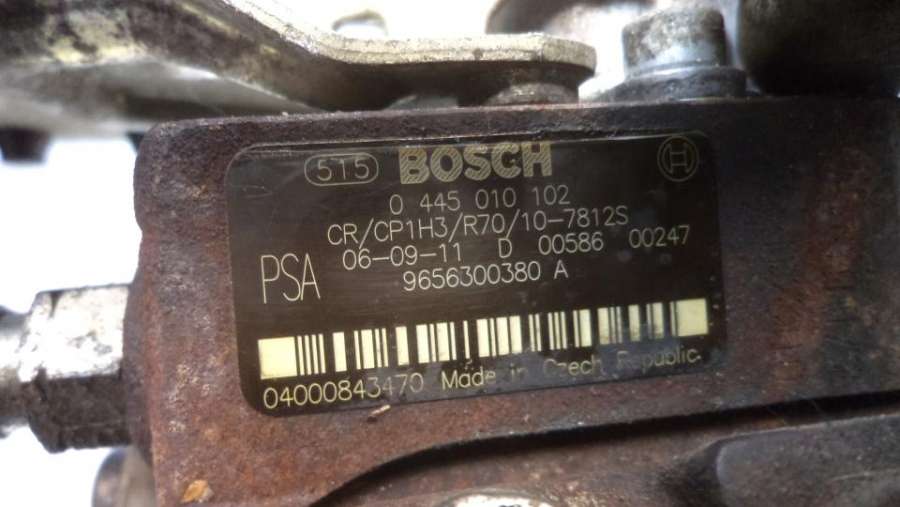 515 BOSCH
0 445 010 102
CR/CP1H3/R70/10-7812S
06-09-11 D 00586 00247
PSA 9656300380 A
04000843470 Made in Czech Republic